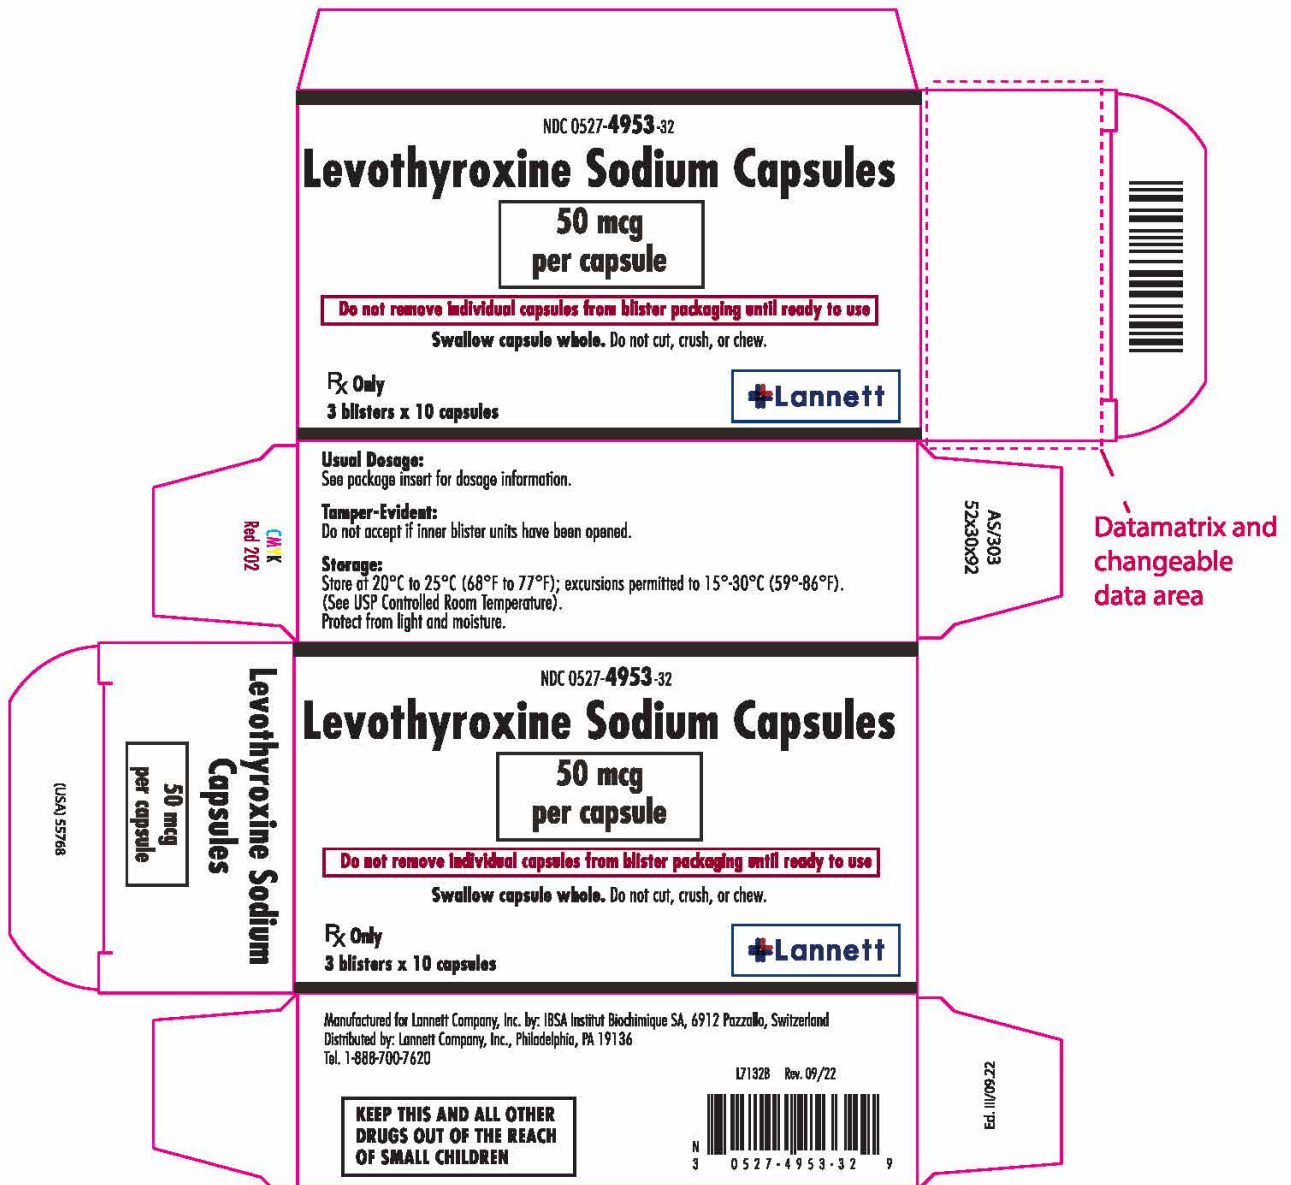 NDC 0527-4953-32
Levothyroxine Sodium Capsules
50 mcg
per capsule
Do not remove individual capsules from blister packaging until ready to use
Swallow capsule whole. Do not cut, crush, or chew.
Rx Only
3 blisters x 10 capsules
Lannett
Usual Dosage:
See package insert for dosage information.
Tamper-Evident:
Do not accept if inner blister units have been opened.
Storage:
Store at 20°C to 25°C (68°F to 77°F); excursions permitted to 15°-30°C (59°-86°F).
(See USP Controlled Room Temperature).
Protect from light and moisture.
CMYK
Red 202
AS/303
52x30x92
Datamatrix and
changeable
data area
NDC 0527-4953-32
Levothyroxine Sodium Capsules
50 mcg
per capsule
Do not remove individual capsules from blister packaging until ready to use
Swallow capsule whole. Do not cut, crush, or chew.
Rx Only
3 blisters x 10 capsules
Lannett
Levothyroxine Sodium
Capsules
50 mcg
per capsule
(USA) 55768
Manufactured for Lannett Company, Inc. by: IBSA Institut Biochimique SA, 6912 Pazzallo, Switzerland
Distributed by: Lannett Company, Inc., Philadelphia, PA 19136
Tel. 1-888-700-7620
KEEP THIS AND ALL OTHER
DRUGS OUT OF THE REACH
OF SMALL CHILDREN
L7132B Rev. 09/22
N
3 0527-4953-32 9
Ed. III/09.22